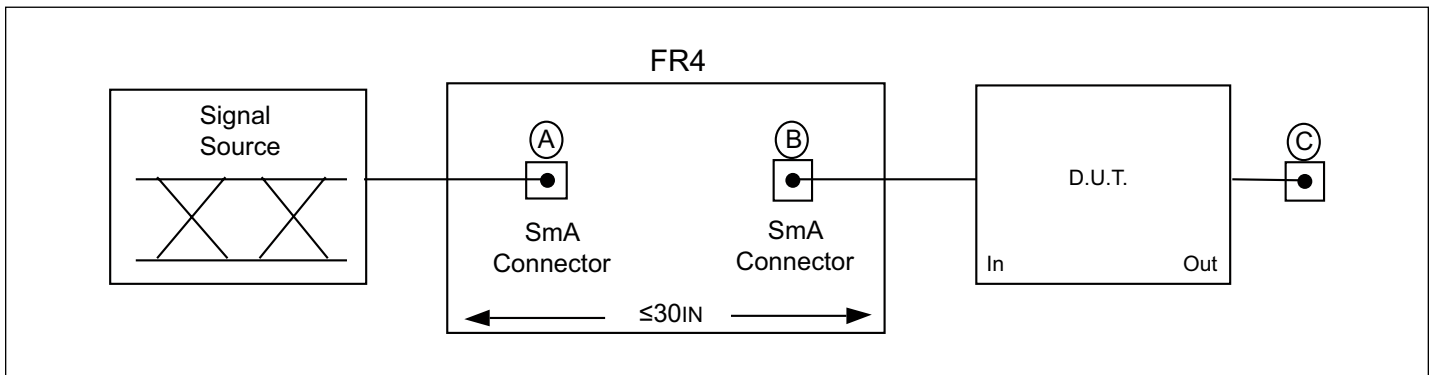 FR4
Signal
Source
A
B
C
D.U.T.
SmA
Connector
SmA
Connector
In
Out
≤30IN